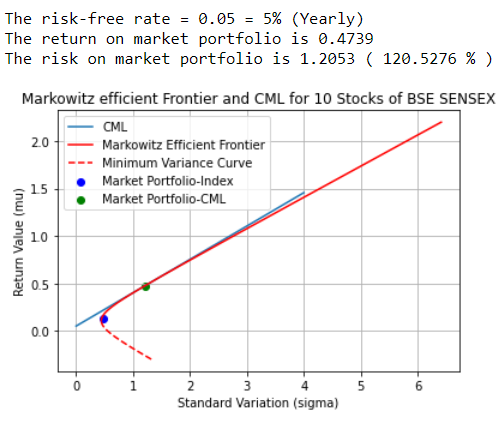 The risk-free rate = 0.05 = 5% (Yearly)
The return on market portfolio is 0.4739
The risk on market portfolio is 1.2053 ( 120.5276 % )
Markowitz efficient Frontier and CML for 10 Stocks of BSE SENSEX
CML
Markowitz Efficient Frontier
Minimum Variance Curve
Market Portfolio-Index
Market Portfolio-CML
Return Value (mu)
2.0
1.5
1.0
0.5
0.0
0 1 2 3 4 5 6
Standard Variation (sigma)